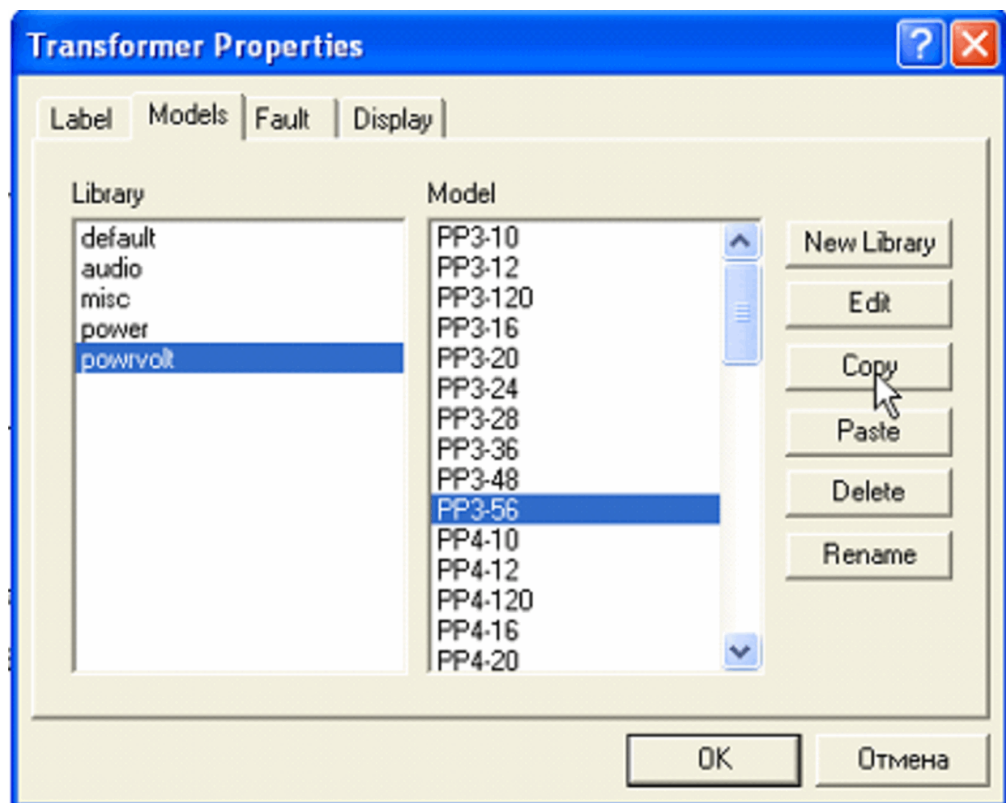 Transformer Properties
Label Models Fault Display
Library
default
audio
misc
power
powrvolt
Model
PP3-10
PP3-12
PP3-120
PP3-16
PP3-20
PP3-24
PP3-28
PP3-36
PP3-48
PP3-56
PP4-10
PP4-12
PP4-120
PP4-16
PP4-20
New Library
Edit
Copy
Paste
Delete
Rename
OK Отмена